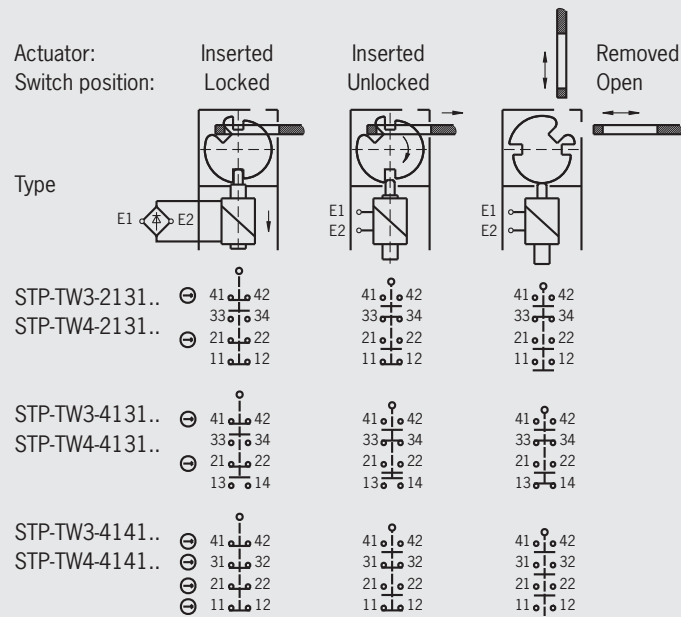 Actuator: Inserted Inserted Removed
Switch position: Locked Unlocked Open
Type
E1 E2 E1 E1
E2 E2
STP-TW3-2131.. 41 42 41 42 41 42
STP-TW4-2131.. 33 34 33 34 33 34
21 22 21 22 21 22
11 12 11 12 11 12
STP-TW3-4131.. 41 42 41 42 41 42
STP-TW4-4131.. 33 34 33 34 33 34
21 22 21 22 21 22
13 14 13 14 13 14
STP-TW3-4141.. 41 42 41 42 41 42
STP-TW4-4141.. 31 32 31 32 31 32
21 22 21 22 21 22
11 12 11 12 11 12